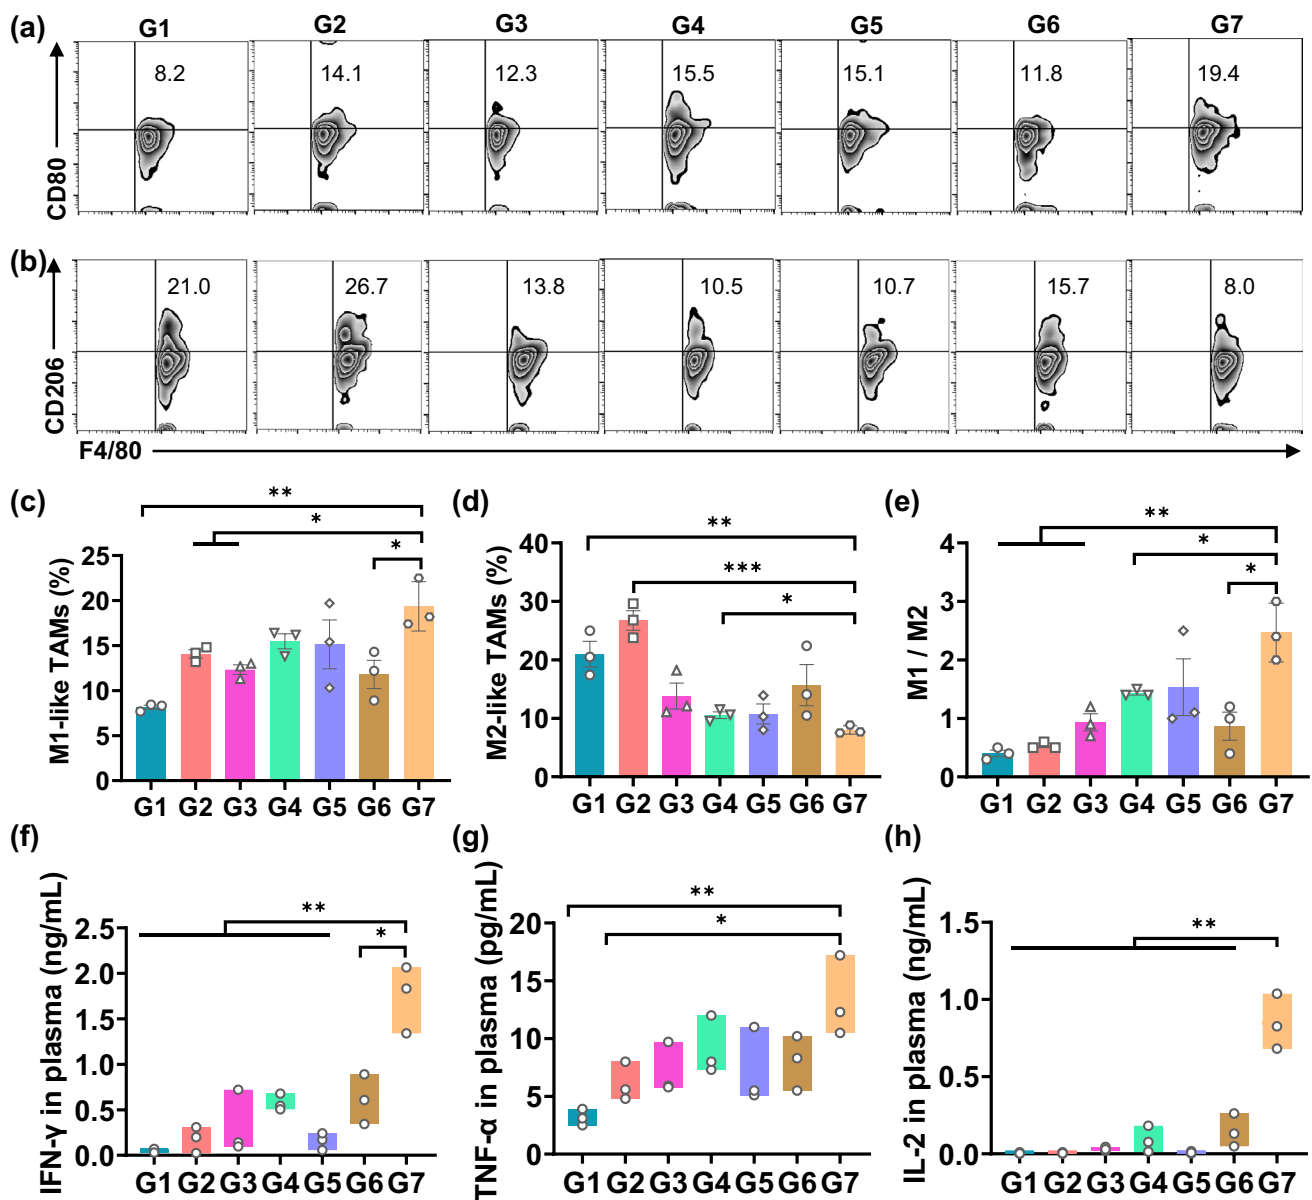 (a) G1 G2 G3 G4 G5 G6 G7
8.2 14.1 12.3 15.5 15.1 11.8 19.4
CD80
(b)
21.0 26.7 13.8 10.5 10.7 15.7 8.0
CD206
F4/80
(c)
**
*
*
M1-like TAMs (%)
25
20
15
10
5
0
G1 G2 G3 G4 G5 G6 G7
(d)
**
***
*
M2-like TAMs (%)
40
30
20
10
0
G1 G2 G3 G4 G5 G6 G7
(e)
**
*
*
M1 / M2
4
3
2
1
0
G1 G2 G3 G4 G5 G6 G7
(f)
**
*
IFN-γ in plasma (ng/mL)
2.5
2.0
1.5
1.0
0.5
0.0
G1 G2 G3 G4 G5 G6 G7
(g)
**
*
TNF-α in plasma (pg/mL)
20
15
10
5
0
G1 G2 G3 G4 G5 G6 G7
(h)
**
IL-2 in plasma (ng/mL)
1.5
1.0
0.5
0.0
G1 G2 G3 G4 G5 G6 G7